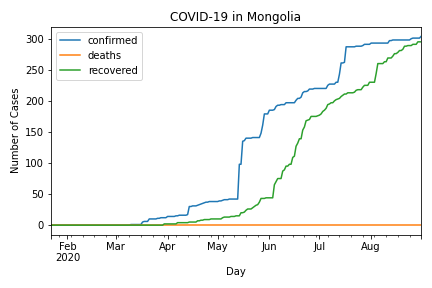 COVID-19 in Mongolia
confirmed
deaths
recovered
300
250
200
150
100
50
0
Number of Cases
Feb Mar Apr May Jun Jul Aug
2020
Day